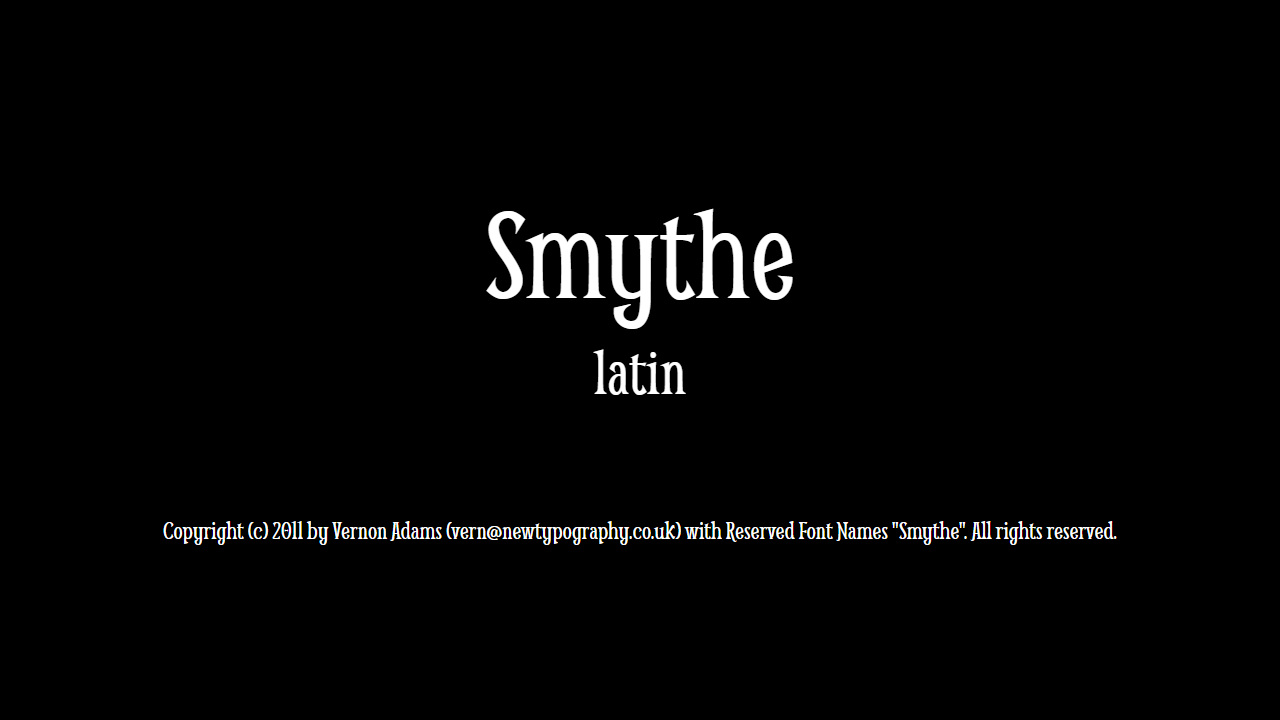 Smythe
latin
Copyright (c) 2011 by Vernon Adams (vern@newtypography.co.uk) with Reserved Font Names "Smythe". All rights reserved.